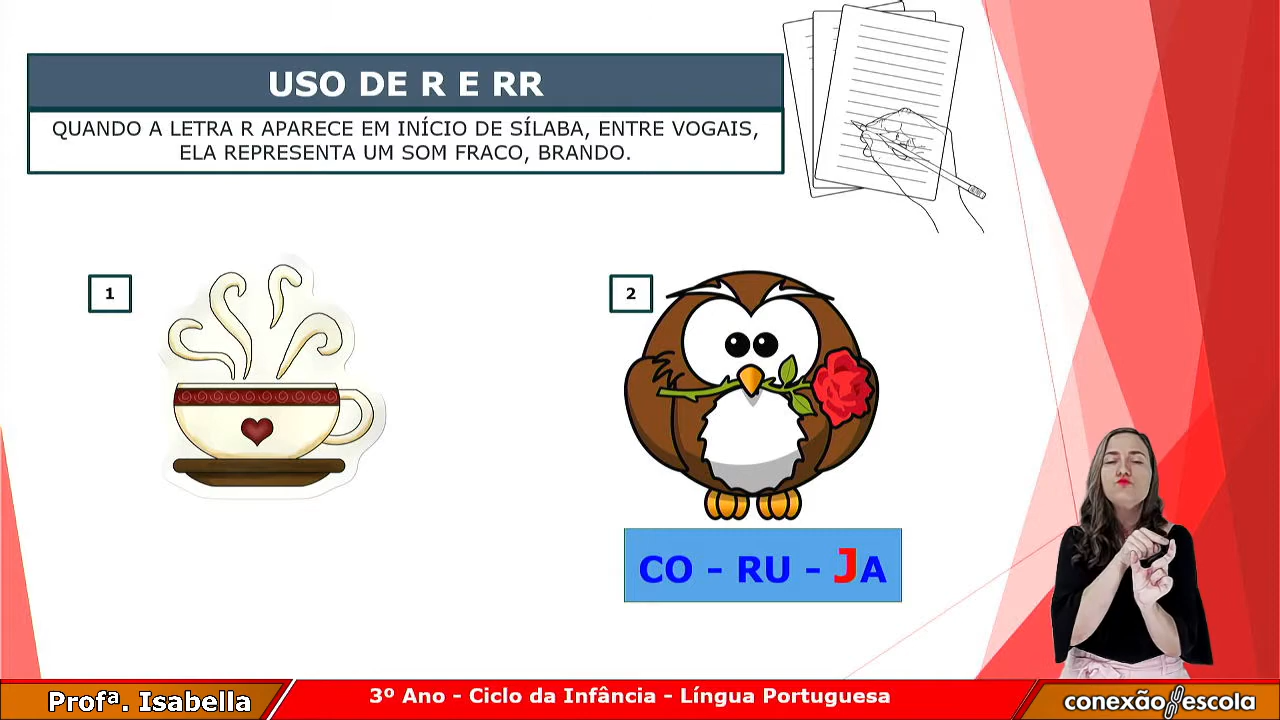 USO DE R E RR
QUANDO A LETRA R APARECE EM INÍCIO DE SÍLABA, ENTRE VOGAIS,
ELA REPRESENTA UM SOM FRACO, BRANDO.
1
2
CO - RU - JA
Profª. Isabella
3º Ano - Ciclo da Infância - Língua Portuguesa
conexão escola